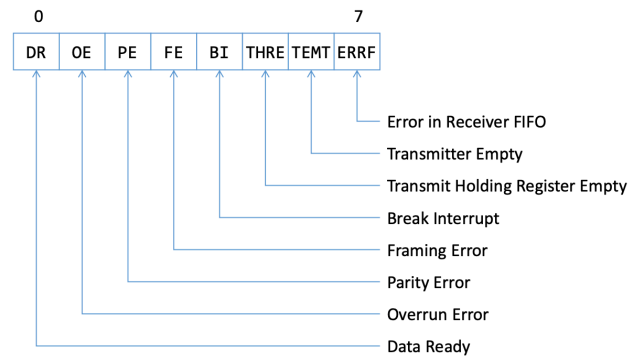 0 7
DR OE PE FE BI THRE TEMT ERRF
Error in Receiver FIFO
Transmitter Empty
Transmit Holding Register Empty
Break Interrupt
Framing Error
Parity Error
Overrun Error
Data Ready